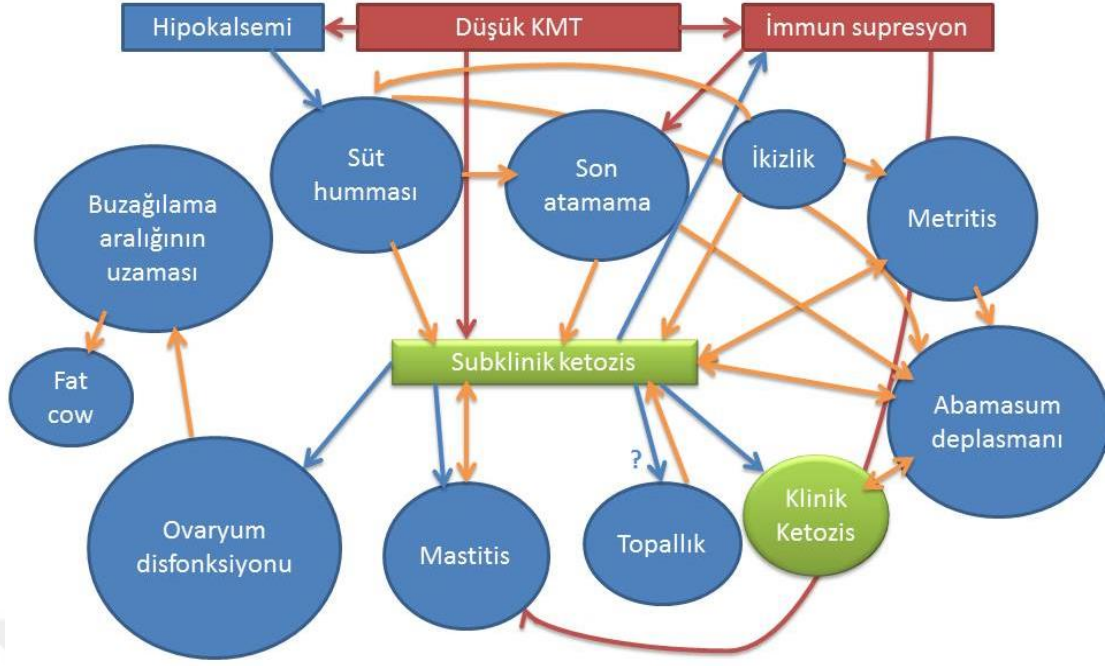 Hipokalsemi
Düşük KMT
İmmun supresyon
Süt
humması
Son
atamama
İkizlik
Metritis
Buzağılama
aralığının
uzaması
Subklinik ketozis
Fat
cow
Abamasum
deplasmanı
?
Ovaryum
disfonksiyonu
Mastitis
Topallık
Klinik
Ketozis